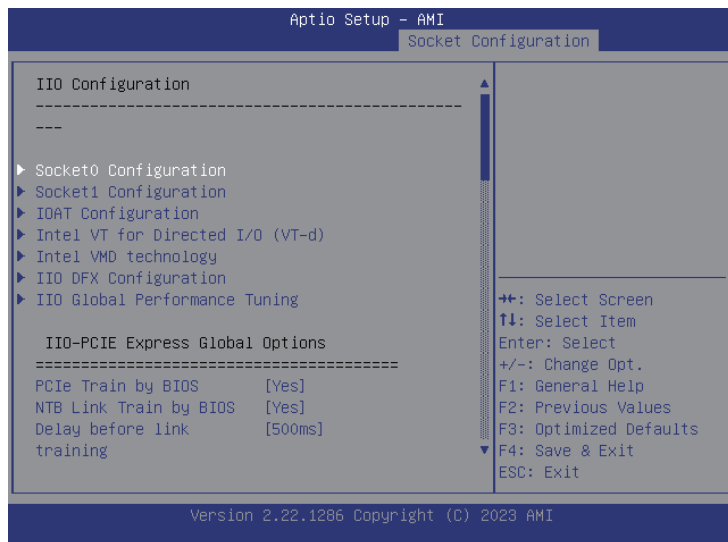 Aptio Setup – AMI
Socket Configuration
IIO Configuration
-----------------------------------------------
---
Socket0 Configuration
Socket1 Configuration
IOAT Configuration
Intel VT for Directed I/O (VT-d)
Intel VMD technology
IIO DFX Configuration
IIO Global Performance Tuning
IIO-PCIE Express Global Options
========================================
PCIe Train by BIOS [Yes]
NTB Link Train by BIOS [Yes]
Delay before link [500ms]
training
→←: Select Screen
↑↓: Select Item
Enter: Select
+/-: Change Opt.
F1: General Help
F2: Previous Values
F3: Optimized Defaults
F4: Save & Exit
ESC: Exit
Version 2.22.1286 Copyright (C) 2023 AMI